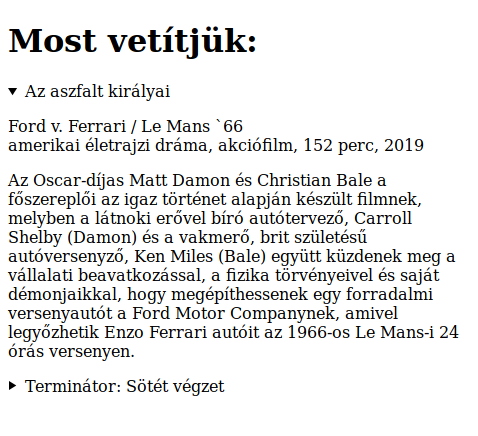 Most vetítjük:
Az aszfalt királyai
Ford v. Ferrari / Le Mans `66
amerikai életrajzi dráma, akciófilm, 152 perc, 2019
Az Oscar-díjas Matt Damon és Christian Bale a
főszereplői az igaz történet alapján készült filmnek,
melyben a látnoki erővel bíró autótervező, Carroll
Shelby (Damon) és a vakmerő, brit születésű
autóversenyző, Ken Miles (Bale) együtt küzdenek meg a
vállalati beavatkozással, a fizika törvényeivel és saját
démonjaikkal, hogy megépíthessenek egy forradalmi
versenyautót a Ford Motor Companynek, amivel
legyőzhetik Enzo Ferrari autóit az 1966-os Le Mans-i 24
órás versenyen.
Terminátor: Sötét végzet